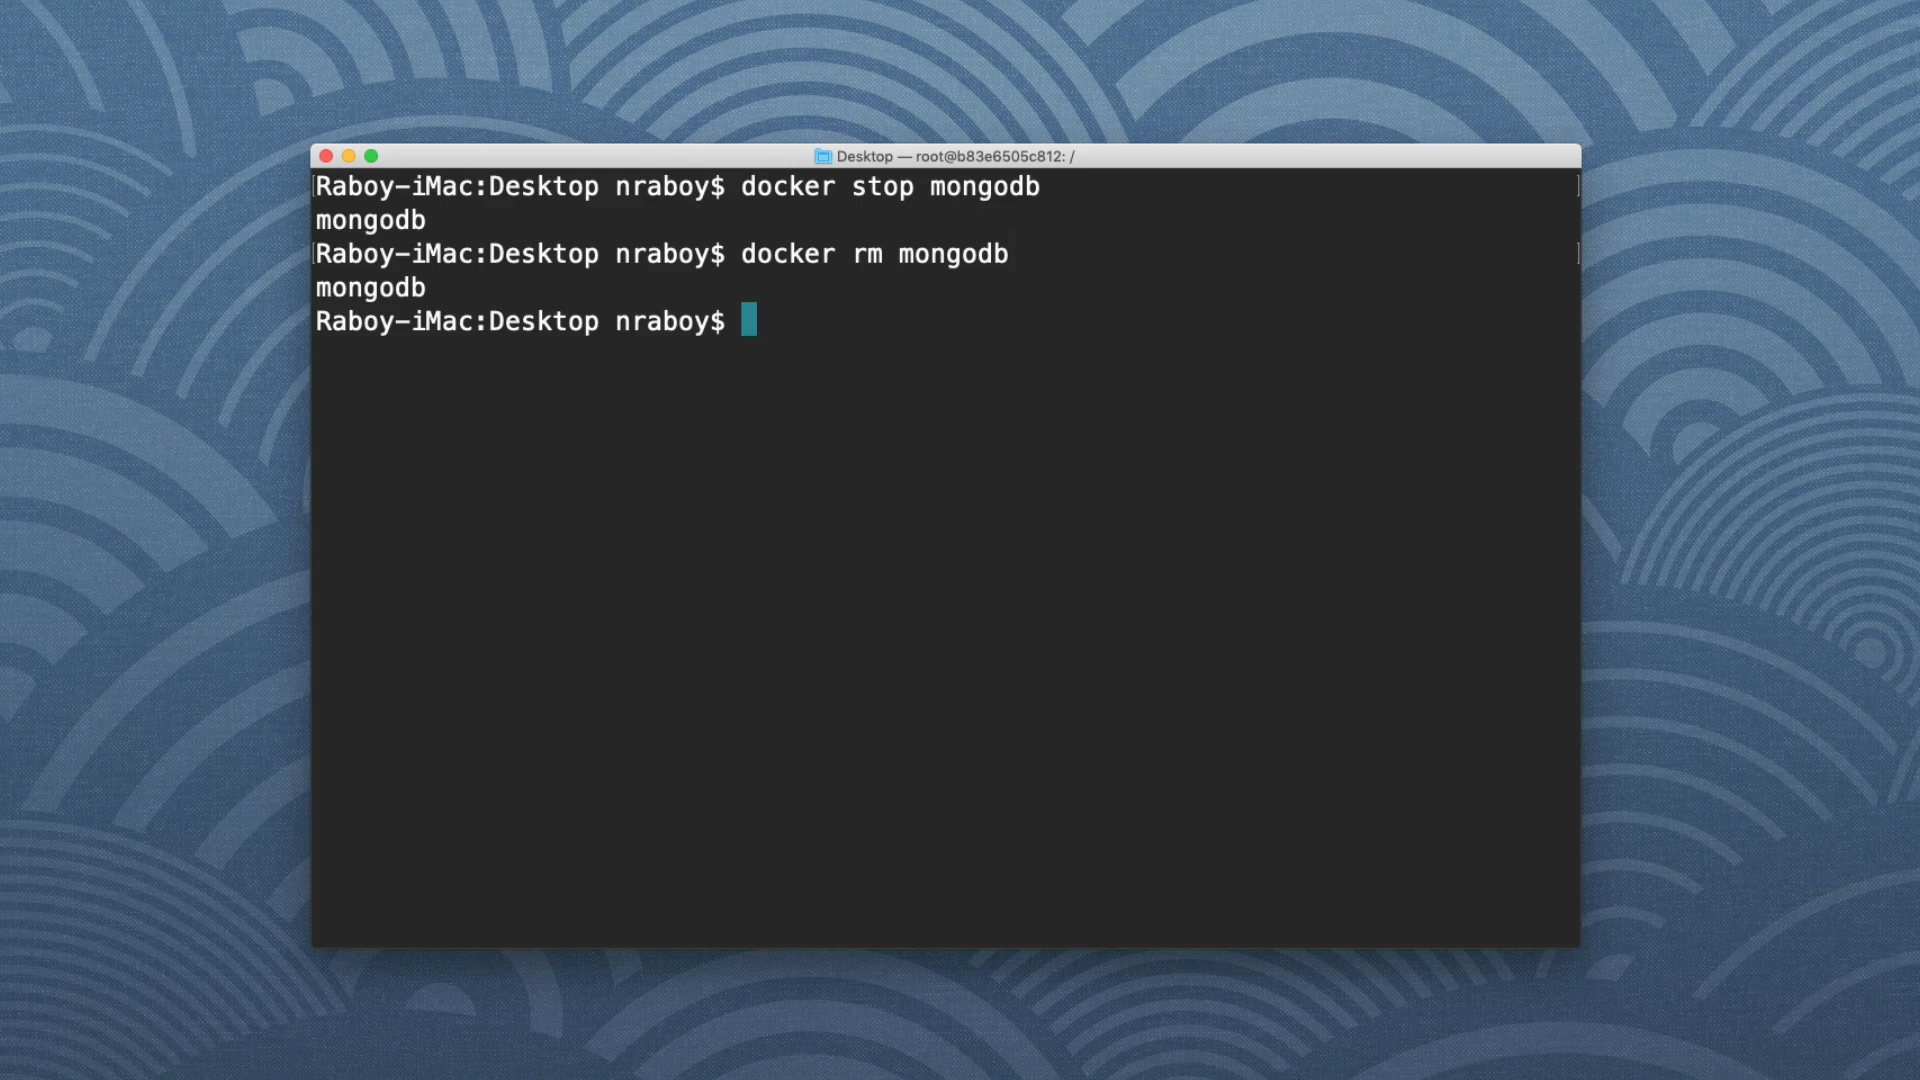 Desktop — root@b83e6505c812: /
[Raboy-iMac:Desktop nraboy$ docker stop mongodb ]
mongodb
[Raboy-iMac:Desktop nraboy$ docker rm mongodb ]
mongodb
Raboy-iMac:Desktop nraboy$